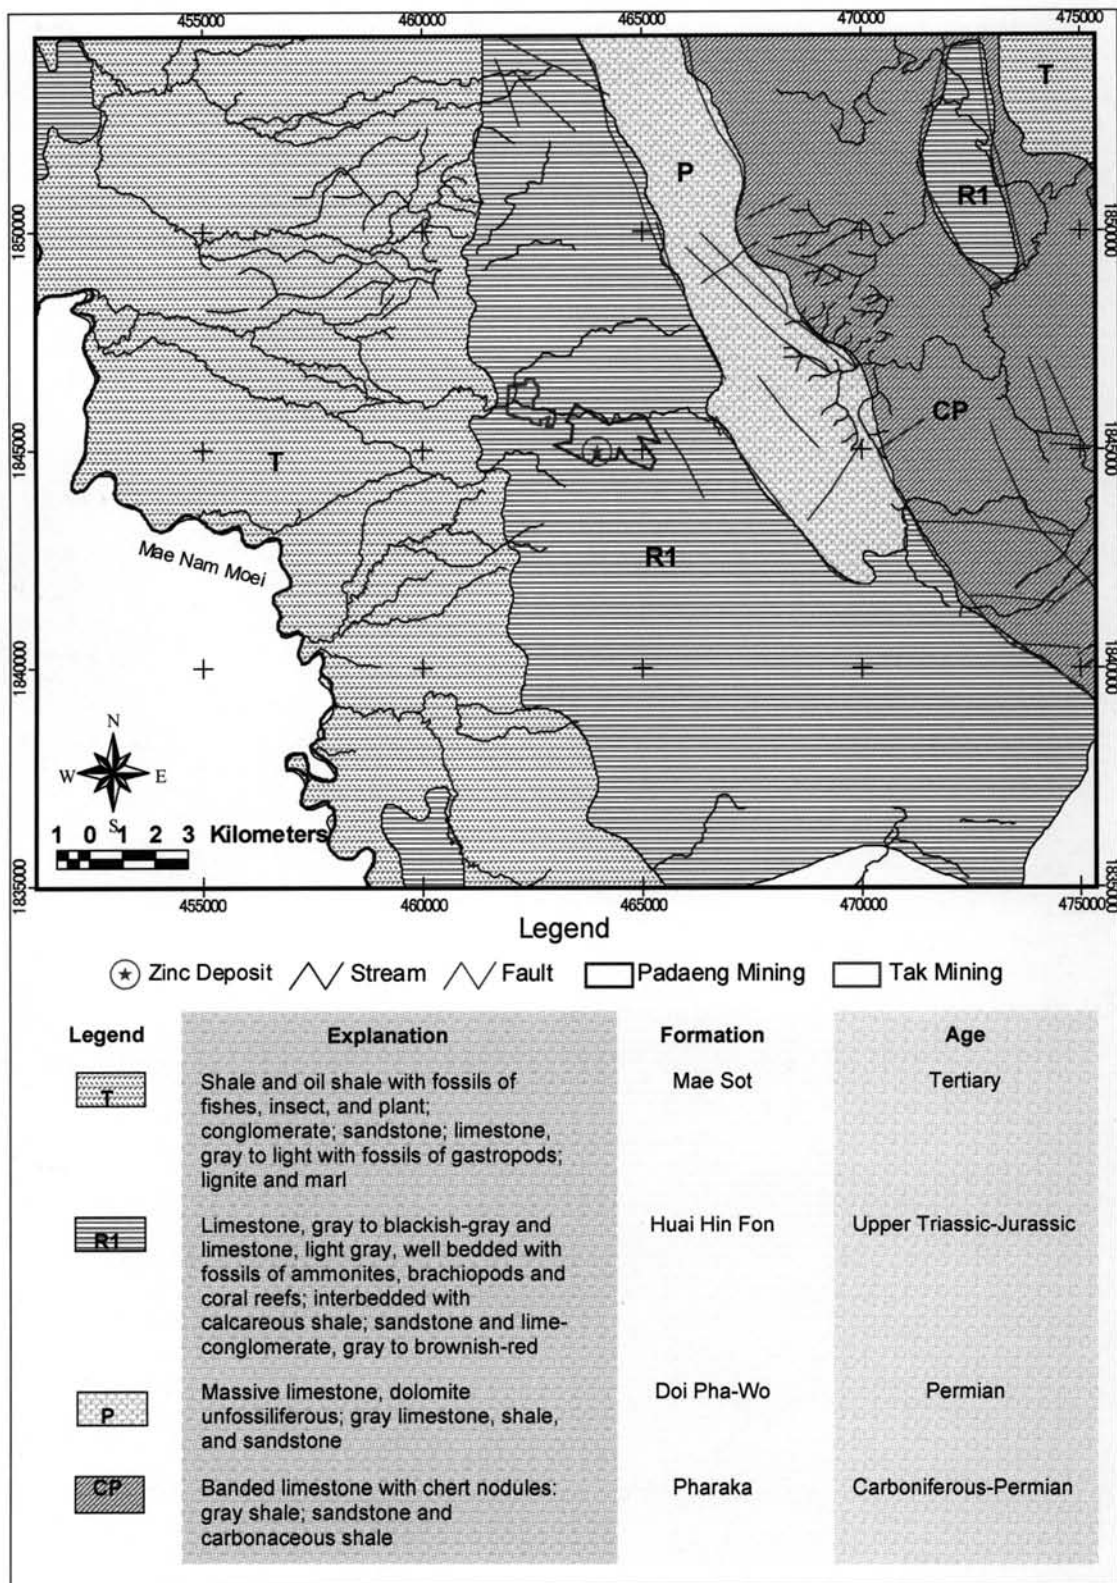 455000 460000 465000 470000 475000
T
P
R1
1850000 1850000
CP
1845000 1845000
T
R1
Mae Nam Moei
1840000 1840000
N
W E
S
1 0 1 2 3 Kilometers
1835000 1835000
455000 460000 465000 470000 475000
Legend
Zinc Deposit Stream Fault Padaeng Mining Tak Mining
Legend Explanation Formation Age
T Shale and oil shale with fossils of Mae Sot Tertiary
fishes, insect, and plant;
conglomerate; sandstone; limestone,
gray to light with fossils of gastropods;
lignite and marl
R1 Limestone, gray to blackish-gray and Huai Hin Fon Upper Triassic-Jurassic
limestone, light gray, well bedded with
fossils of ammonites, brachiopods and
coral reefs; interbedded with
calcareous shale; sandstone and lime-
conglomerate, gray to brownish-red
P Massive limestone, dolomite Doi Pha-Wo Permian
unfossiliferous; gray limestone, shale,
and sandstone
CP Banded limestone with chert nodules: Pharaka Carboniferous-Permian
gray shale; sandstone and
carbonaceous shale